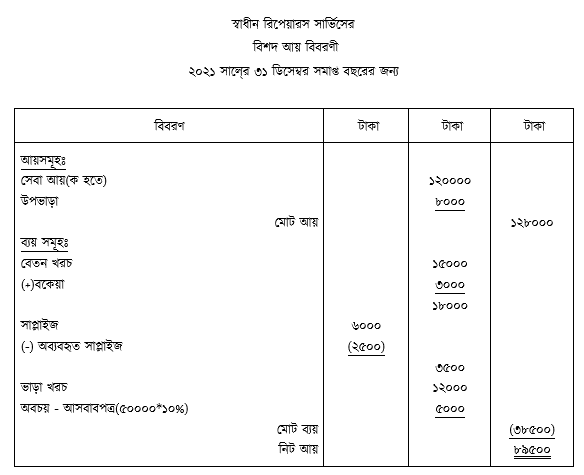 স্বাধীন রিপেয়ারস সার্ভিসের
বিশদ আয় বিবরণী
২০২১ সালের ৩১ ডিসেম্বর সমাপ্ত বছরের জন্য
বিবরণ টাকা টাকা টাকা
আয়সমূহঃ
সেবা আয়(ক হতে) ১২০০০০
উপভাড়া ৮০০০
মোট আয় ১২৮০০০
ব্যয় সমূহঃ
বেতন খরচ ১৫০০০
(+)বকেয়া ৩০০০
১৮০০০
সাপ্লাইজ ৬০০০
(-) অব্যবহৃত সাপ্লাইজ (২৫০০)
৩৫০০
ভাড়া খরচ ১২০০০
অবচয় - আসবাবপত্র(৫০০০০*১০%) ৫০০০
মোট ব্যয় (৩৮৫০০)
নিট আয় ৮৯৫০০